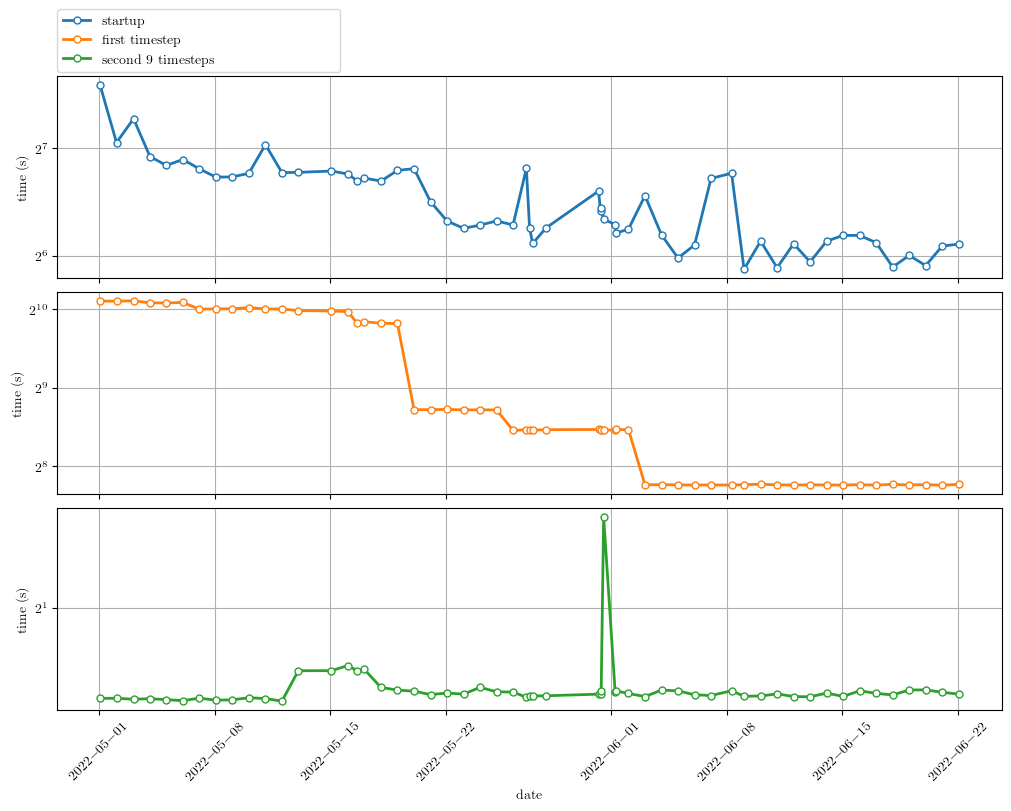 startup
first timestep
second 9 timesteps
time (s)
2^7
2^6
time (s)
2^10
2^9
2^8
time (s)
2^1
2022−05−01
2022−05−08
2022−05−15
2022−05−22
2022−06−01
2022−06−08
2022−06−15
2022−06−22
date